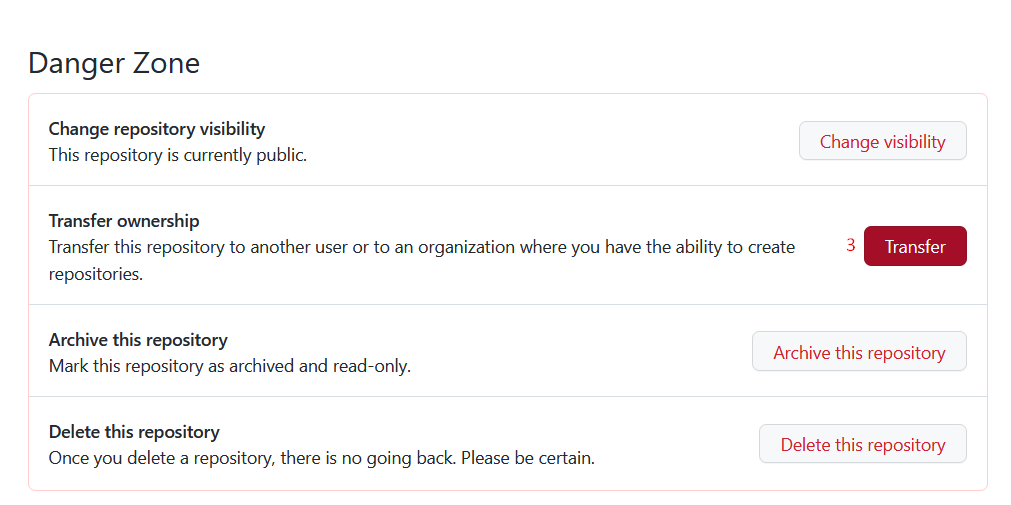 Danger Zone
Change repository visibility
This repository is currently public.
Change visibility
Transfer ownership
Transfer this repository to another user or to an organization where you have the ability to create
repositories.
3
Transfer
Archive this repository
Mark this repository as archived and read-only.
Archive this repository
Delete this repository
Once you delete a repository, there is no going back. Please be certain.
Delete this repository